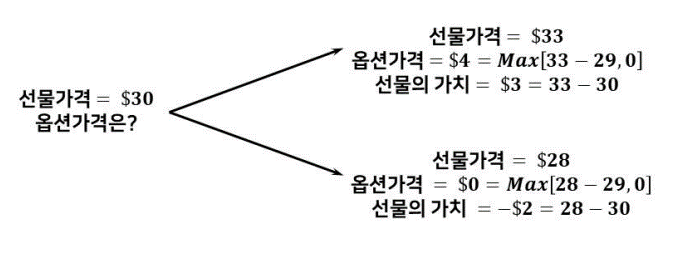 선물가격 = $33
옵션가격 = $4 = Max[33 − 29, 0]
선물의 가치 = $3 = 33 − 30
선물가격 = $30
옵션가격은?
선물가격 = $28
옵션가격 = $0 = Max[28 − 29, 0]
선물의 가치 = −$2 = 28 − 30